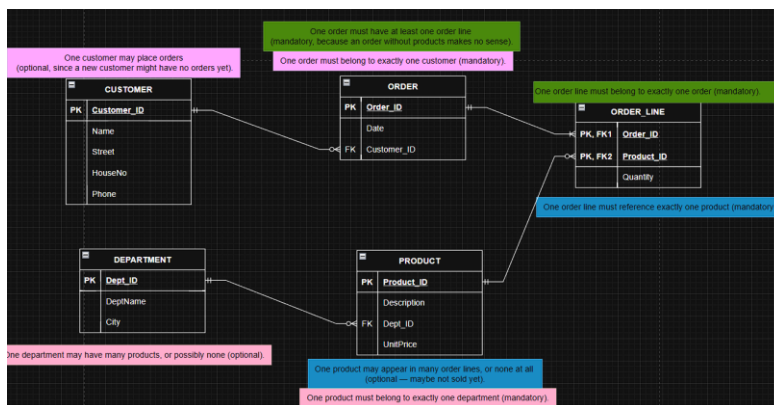 One order must have at least one order line
(mandatory, because an order without products makes no sense).
One customer may place orders
(optional, since a new customer might have no orders yet).
One order must belong to exactly one customer (mandatory).
CUSTOMER
PK Customer_ID
Name
Street
HouseNo
Phone
ORDER
PK Order_ID
Date
FK Customer_ID
One order line must belong to exactly one order (mandatory).
ORDER_LINE
PK, FK1 Order_ID
PK, FK2 Product_ID
Quantity
One order line must reference exactly one product (mandatory
DEPARTMENT
PK Dept_ID
DeptName
City
PRODUCT
PK Product_ID
Description
FK Dept_ID
UnitPrice
One department may have many products, or possibly none (optional).
One product may appear in many order lines, or none at all
(optional — maybe not sold yet).
One product must belong to exactly one department (mandatory).